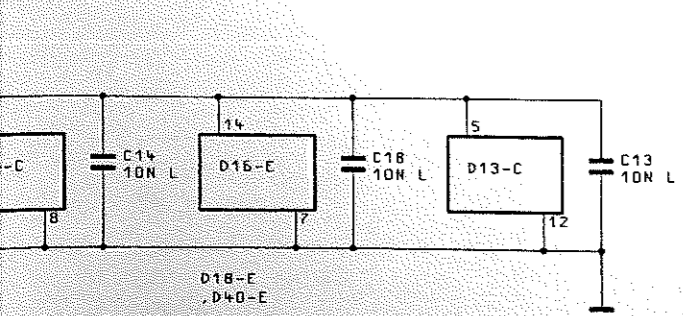 14
5
C14
10N L
D16-E
C18
10N L
D13-C
C13
10N L
-C
8
7
12
D18-E
,D40-E